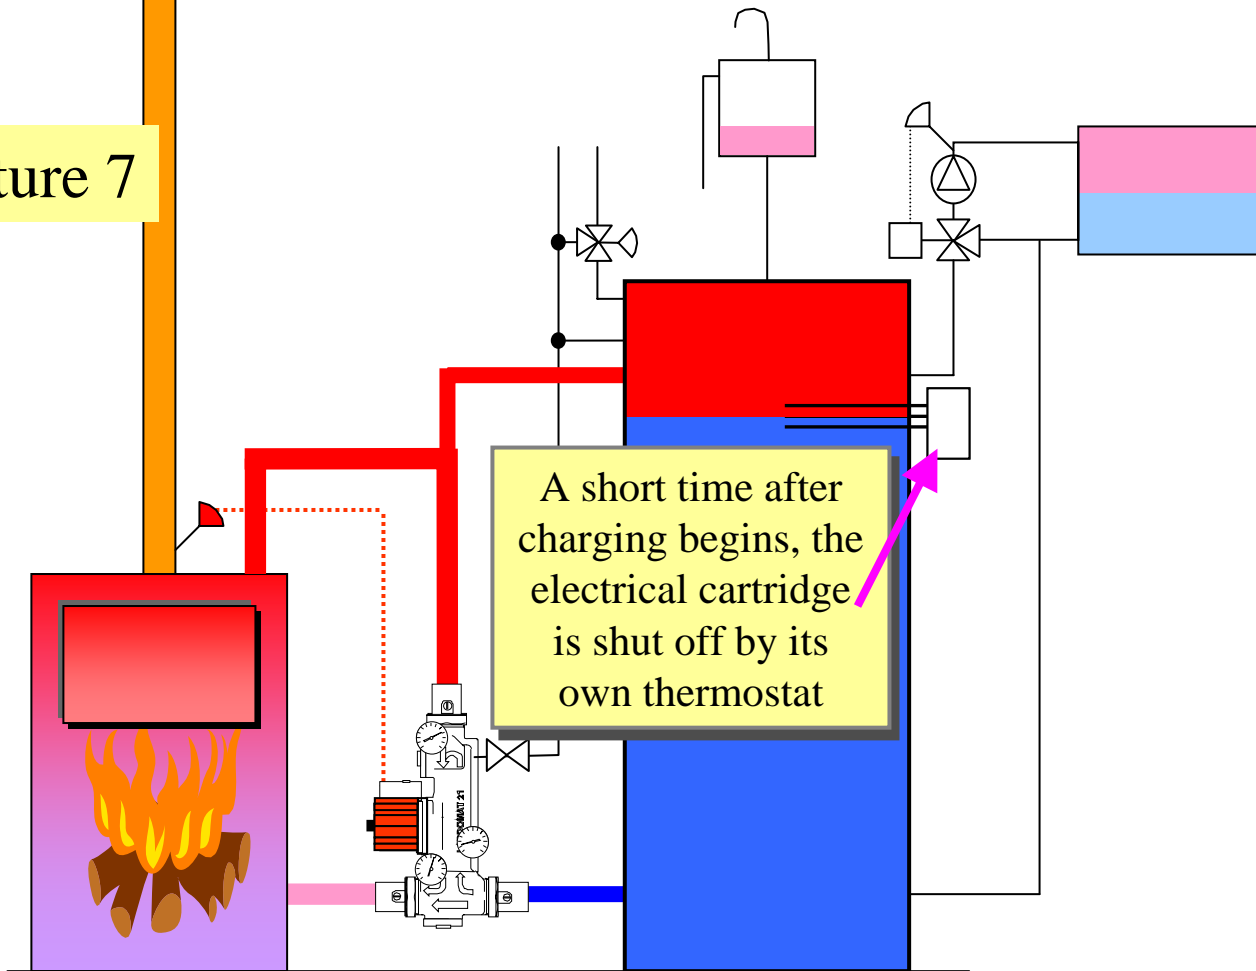 ture 7
A short time after
charging begins, the
electrical cartridge
is shut off by its
own thermostat